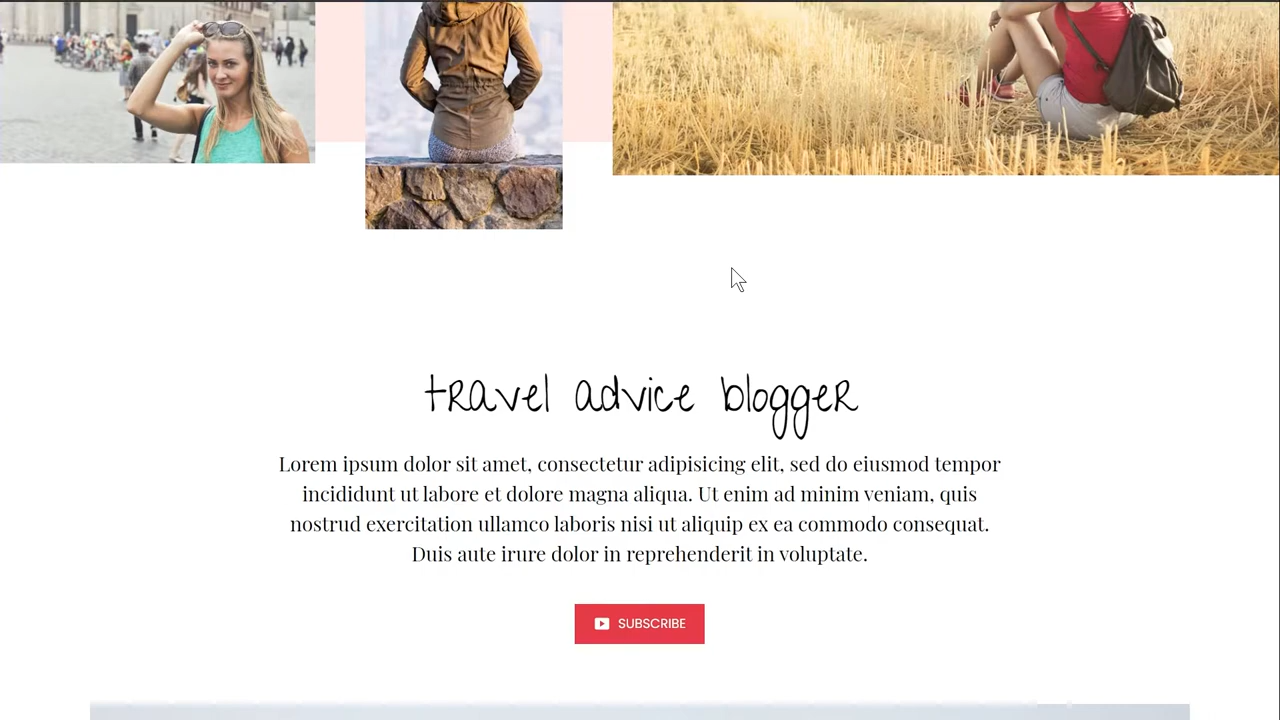 travel advice blogger
Lorem ipsum dolor sit amet, consectetur adipisicing elit, sed do eiusmod tempor
incididunt ut labore et dolore magna aliqua. Ut enim ad minim veniam, quis
nostrud exercitation ullamco laboris nisi ut aliquip ex ea commodo consequat.
Duis aute irure dolor in reprehenderit in voluptate.
SUBSCRIBE